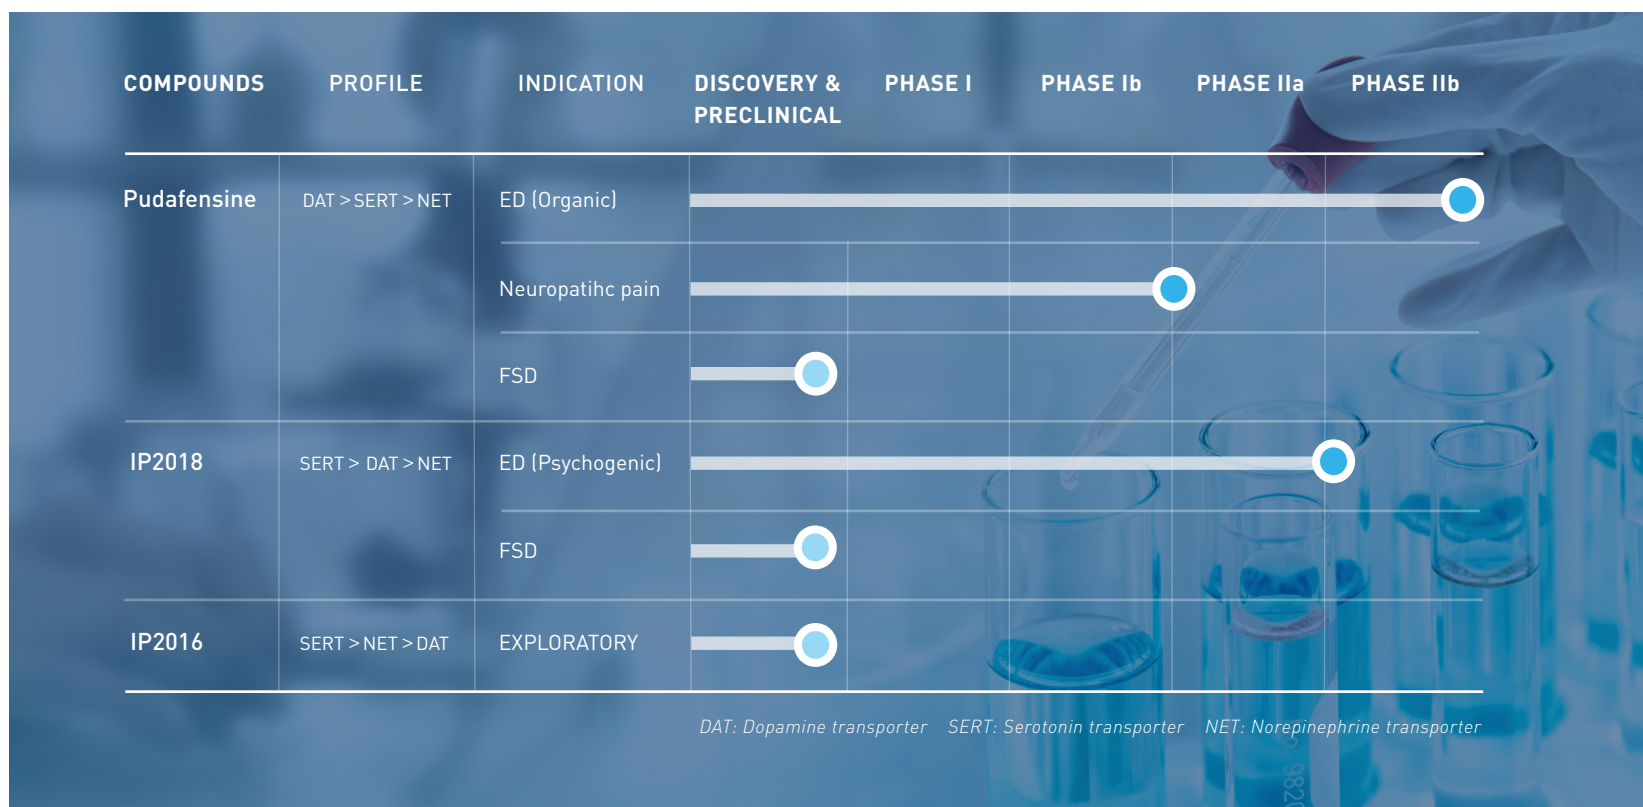 COMPOUNDS PROFILE INDICATION DISCOVERY & PHASE I PHASE Ib PHASE IIa PHASE IIb
PRECLINICAL
Pudafensine DAT > SERT > NET ED (Organic)
Neuropatihc pain
FSD
IP2018 SERT > DAT > NET ED (Psychogenic)
FSD
IP2016 SERT > NET > DAT EXPLORATORY
DAT: Dopamine transporter SERT: Serotonin transporter NET: Norepinephrine transporter